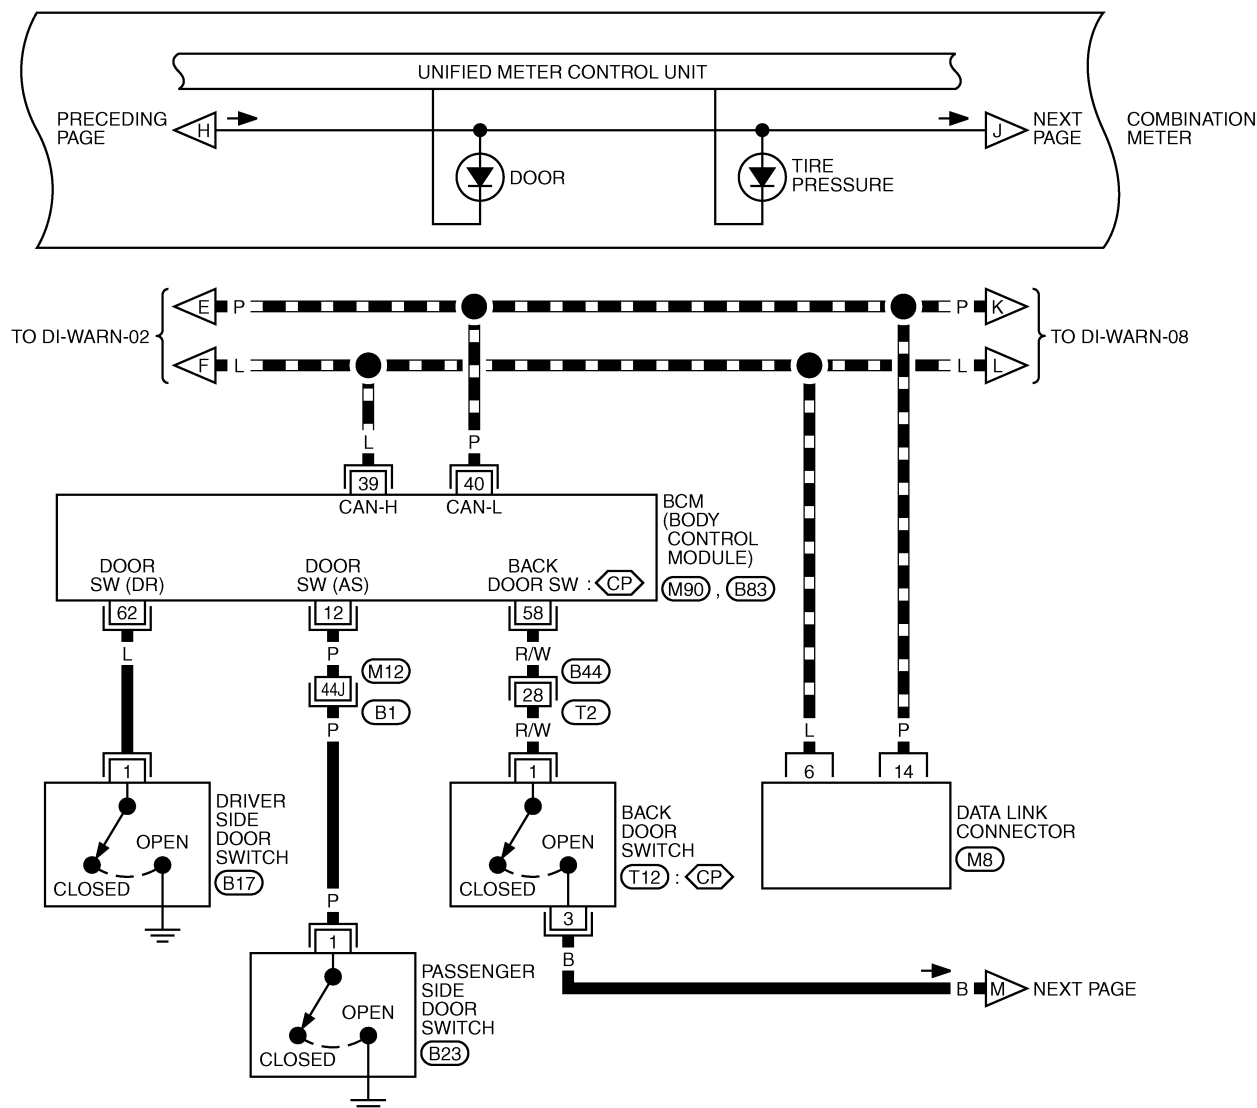 UNIFIED METER CONTROL UNIT
PRECEDING
PAGE
H
J
NEXT
PAGE
COMBINATION
METER
DOOR
TIRE
PRESSURE
TO DI-WARN-02
E
P
P
K
F
L
L
L
TO DI-WARN-08
L
P
39
40
CAN-H
CAN-L
BCM
(BODY
CONTROL
MODULE)
M90 , B83
DOOR
SW (DR)
DOOR
SW (AS)
BACK
DOOR SW : CP
62
12
58
L
P
R/W
M12
44J
B1
P
B44
28
T2
R/W
L
P
1
DRIVER
SIDE
DOOR
SWITCH
B17
OPEN
CLOSED
1
BACK
DOOR
SWITCH
T12 : CP
OPEN
CLOSED
3
6
14
DATA LINK
CONNECTOR
M8
P
1
PASSENGER
SIDE
DOOR
SWITCH
B23
OPEN
CLOSED
B
B
M
NEXT PAGE